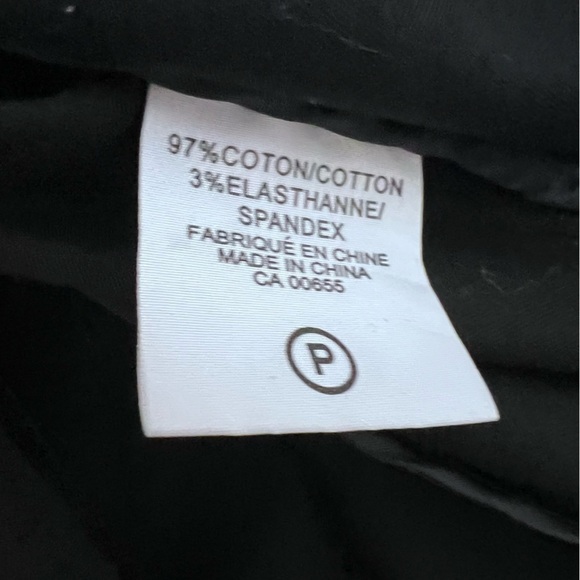 97%COTON/COTTON
3%ELASTHANNE/
SPANDEX
FABRIQUÉ EN CHINE
MADE IN CHINA
CA 00655
P